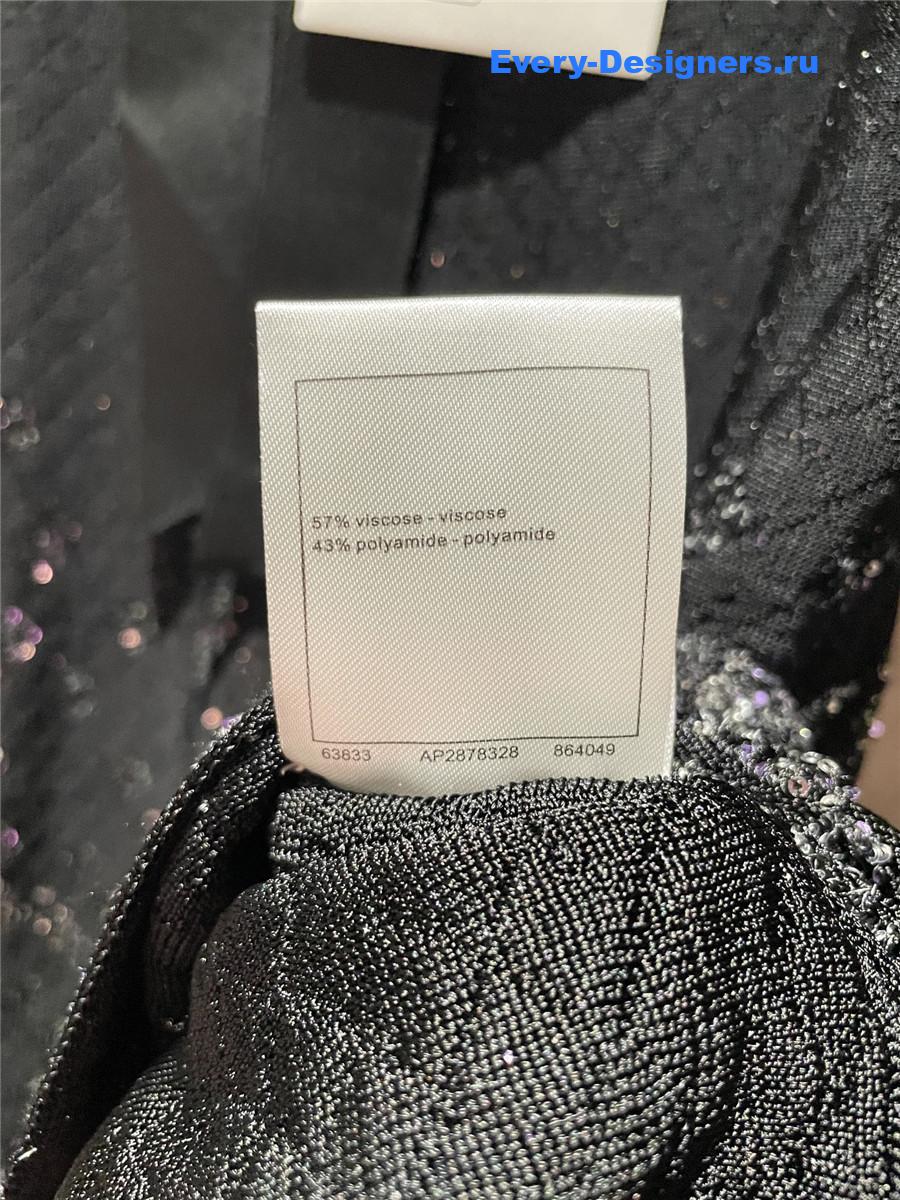 Every-Designers.ru
57% viscose - viscose
43% polyamide - polyamide
63833 AP2878328 864049